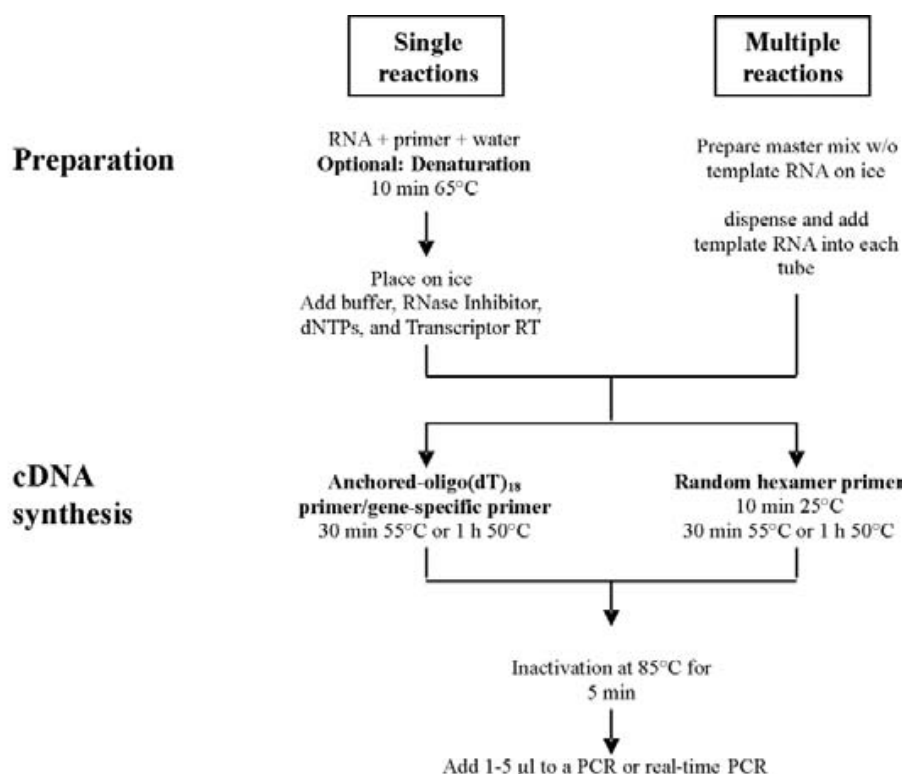 Single
reactions
Multiple
reactions
Preparation
RNA + primer + water
Optional: Denaturation
10 min 65°C
Place on ice
Add buffer, RNase Inhibitor,
dNTPs, and Transcriptor RT
Prepare master mix w/o
template RNA on ice
dispense and add
template RNA into each
tube
cDNA
synthesis
Anchored-oligo(dT)₁₈
primer/gene-specific primer
30 min 55°C or 1 h 50°C
Random hexamer primer
10 min 25°C
30 min 55°C or 1 h 50°C
Inactivation at 85°C for
5 min
Add 1-5 µl to a PCR or real-time PCR